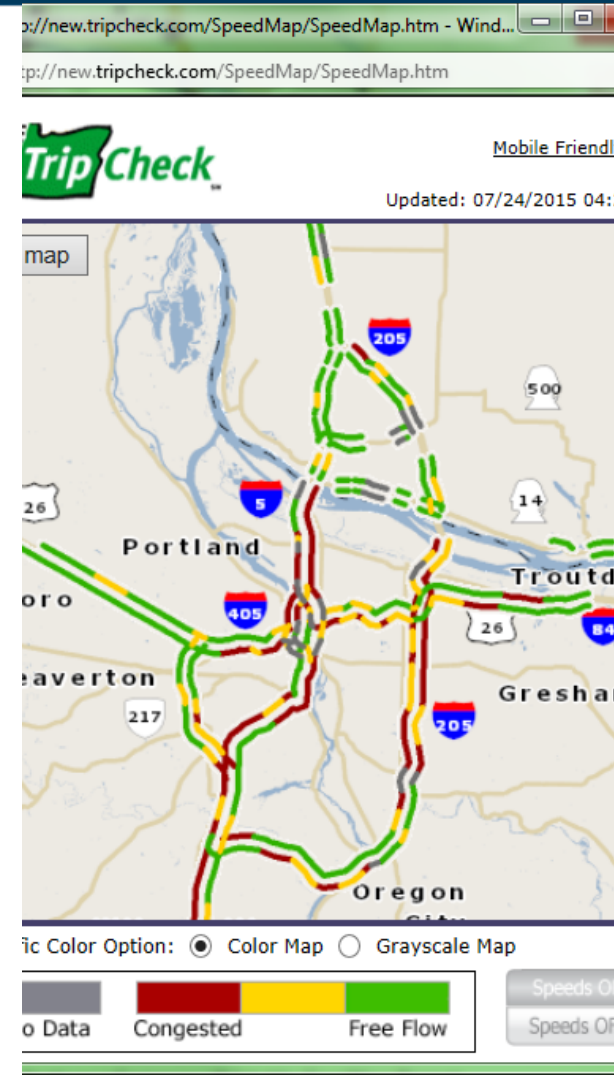 p://new.tripcheck.com/SpeedMap/SpeedMap.htm - Wind...
tp://new.tripcheck.com/SpeedMap/SpeedMap.htm
TripCheck
SM
Mobile Friendl
Updated: 07/24/2015 04:
map
205
500
26
5
14
Portland
Troutd
oro
405
26
84
eaverton
217
Gresha
205
Oregon
City
fic Color Option: Color Map Grayscale Map
o Data
Congested
Free Flow
Speeds O
Speeds OF